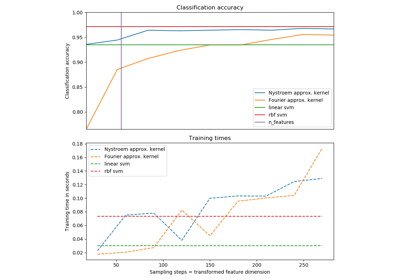 Classification accuracy
1.00
0.95
0.90
0.85
0.80
Classification accuracy
Nystroem approx. kernel
Fourier approx. kernel
linear svm
rbf svm
n_features
Training times
0.18
0.16
0.14
0.12
0.10
0.08
0.06
0.04
0.02
Training time in seconds
Nystroem approx. kernel
Fourier approx. kernel
linear svm
rbf svm
50 100 150 200 250
Sampling steps = transformed feature dimension